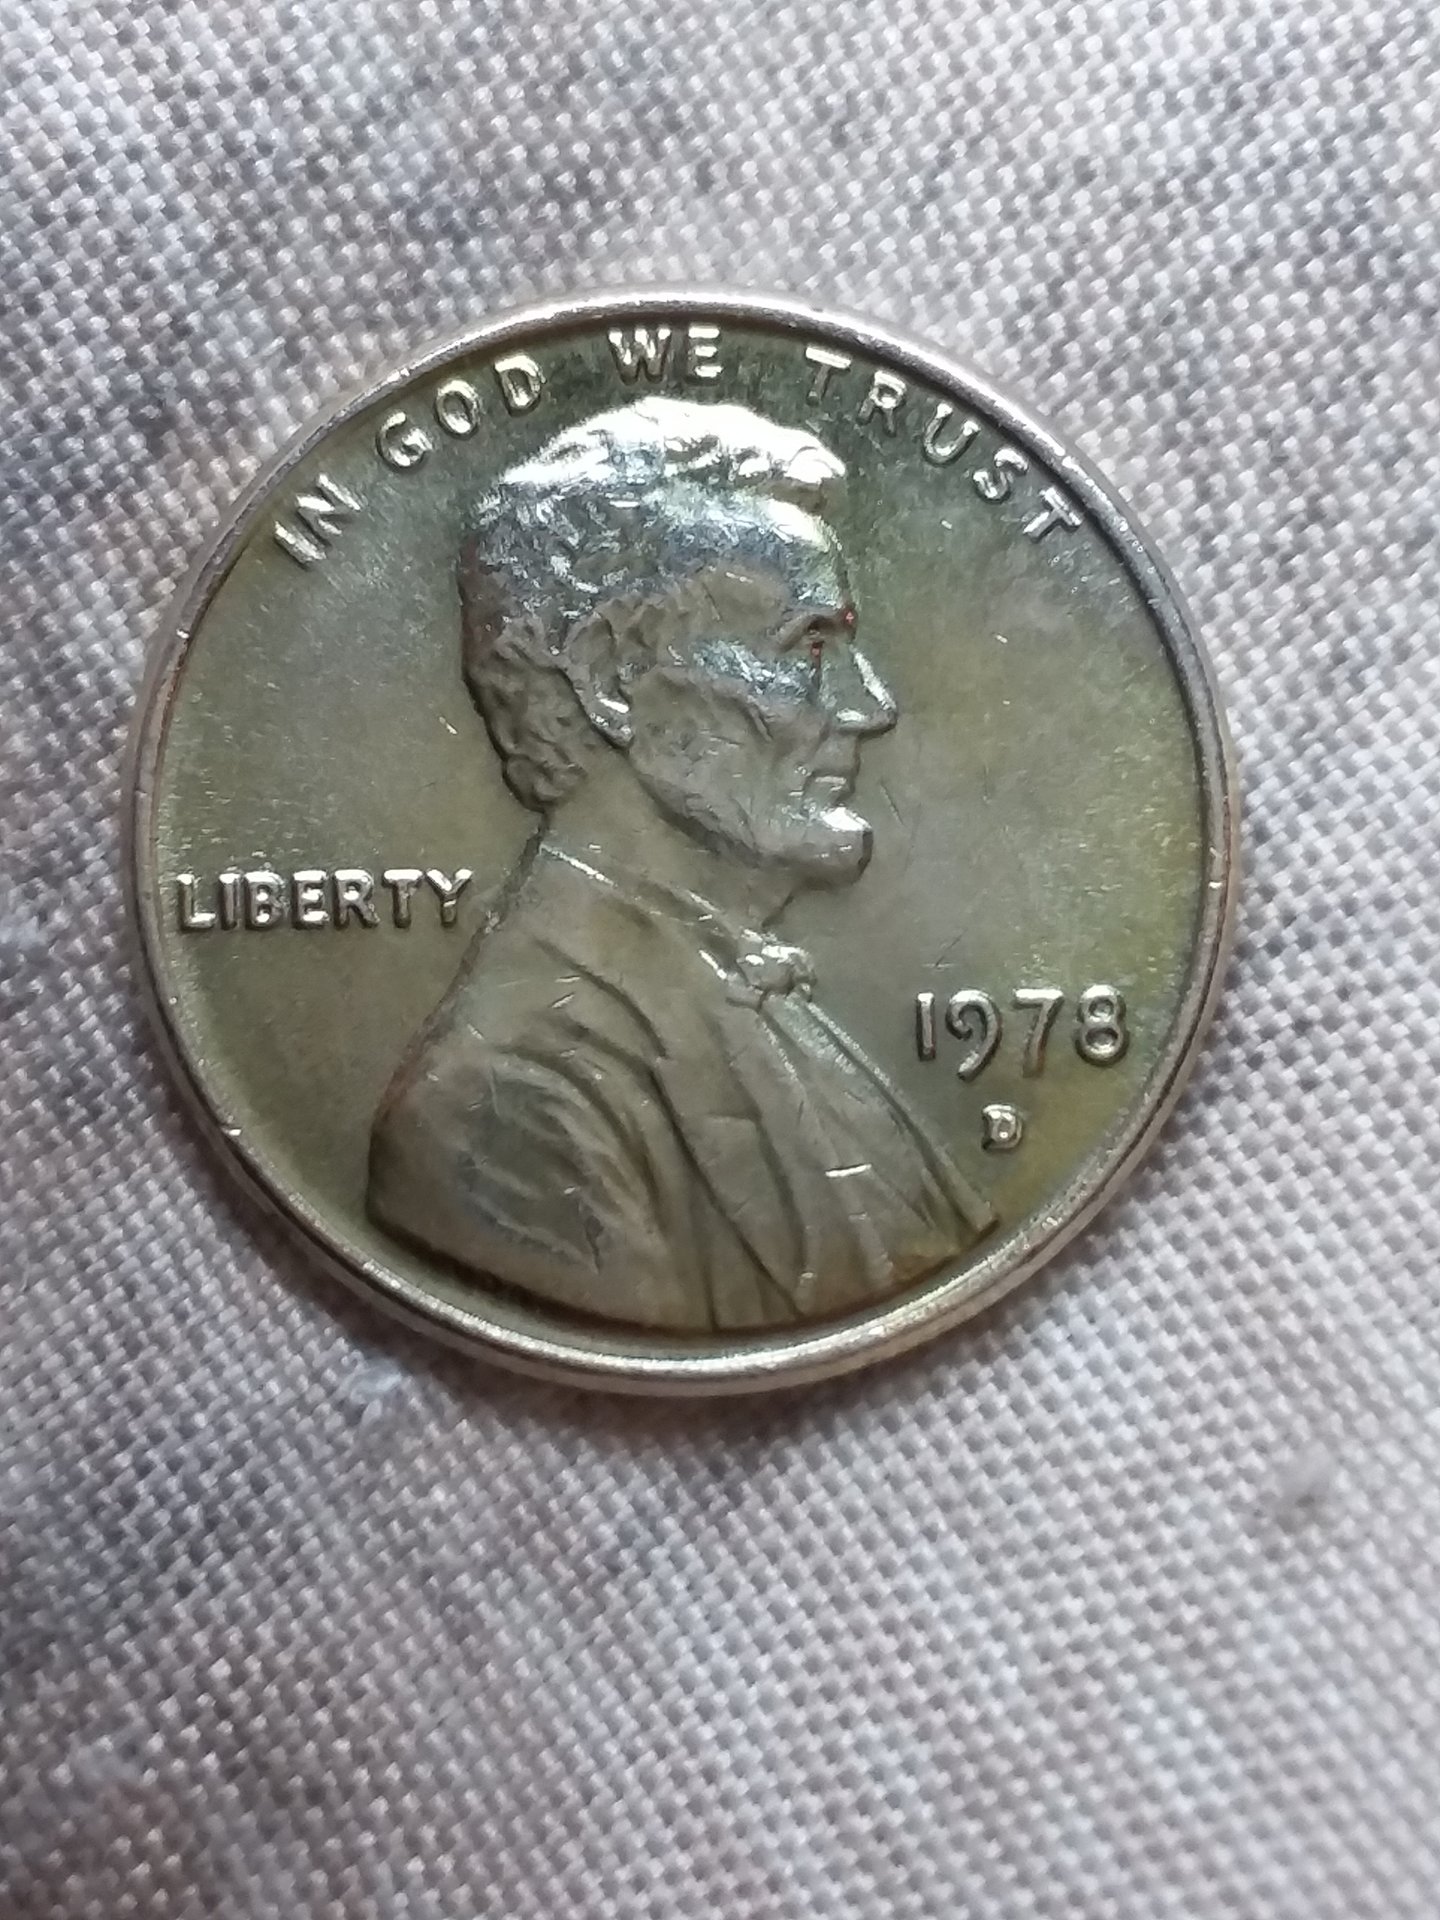 IN GOD WE TRUST
LIBERTY
1978
D